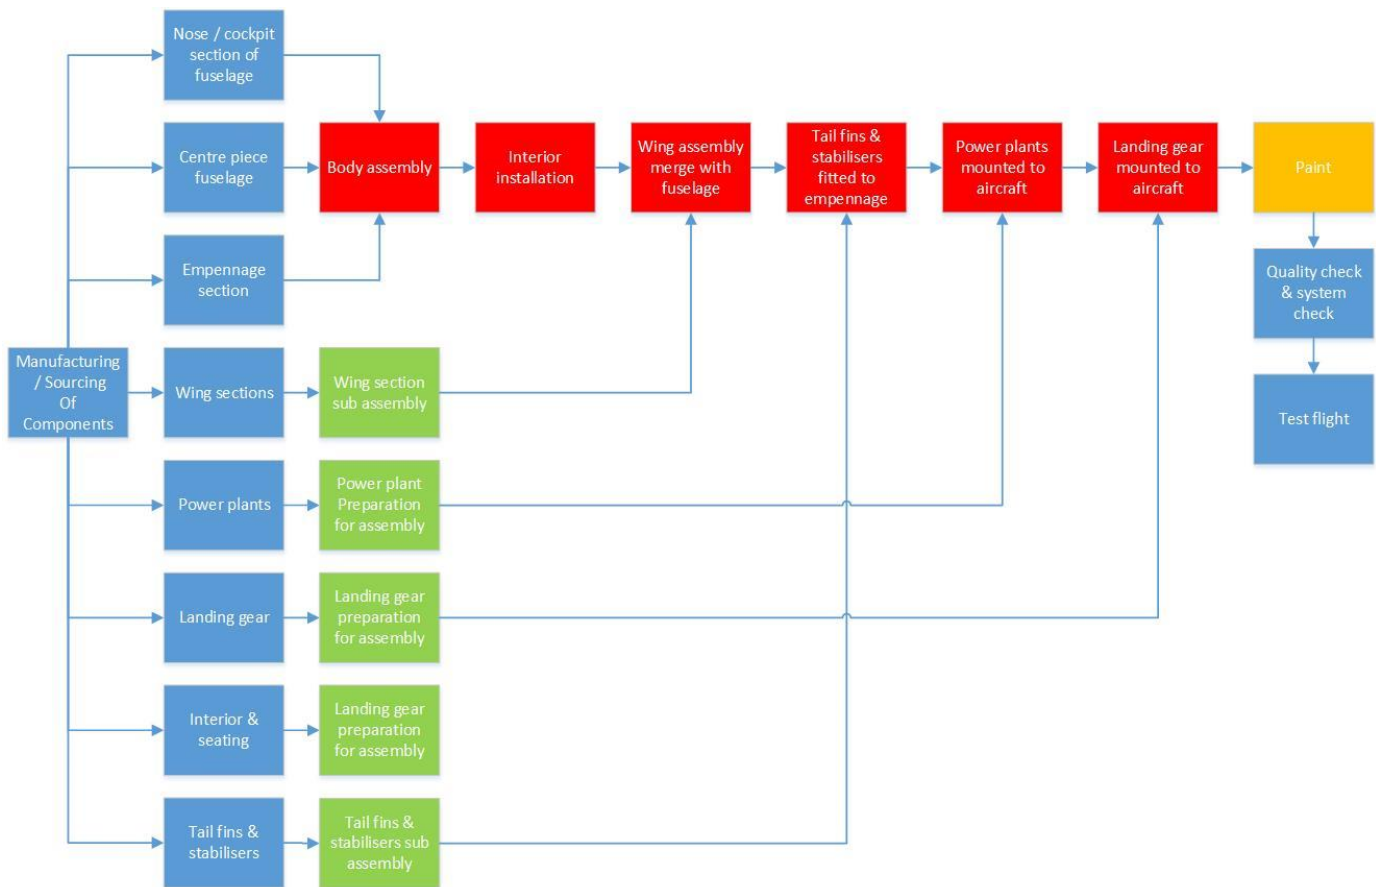 Nose / cockpit
section of
fuselage
Centre piece
fuselage
Body assembly
Interior
installation
Wing assembly
merge with
fuselage
Tail fins &
stabilisers
fitted to
empennage
Power plants
mounted to
aircraft
Landing gear
mounted to
aircraft
Paint
Empennage
section
Quality check
& system
check
Manufacturing
/ Sourcing
Of
Components
Wing sections
Wing section
sub assembly
Test flight
Power plants
Power plant
Preparation
for assembly
Landing gear
Landing gear
preparation
for assembly
Interior &
seating
Landing gear
preparation
for assembly
Tail fins &
stabilisers
Tail fins &
stabilisers sub
assembly